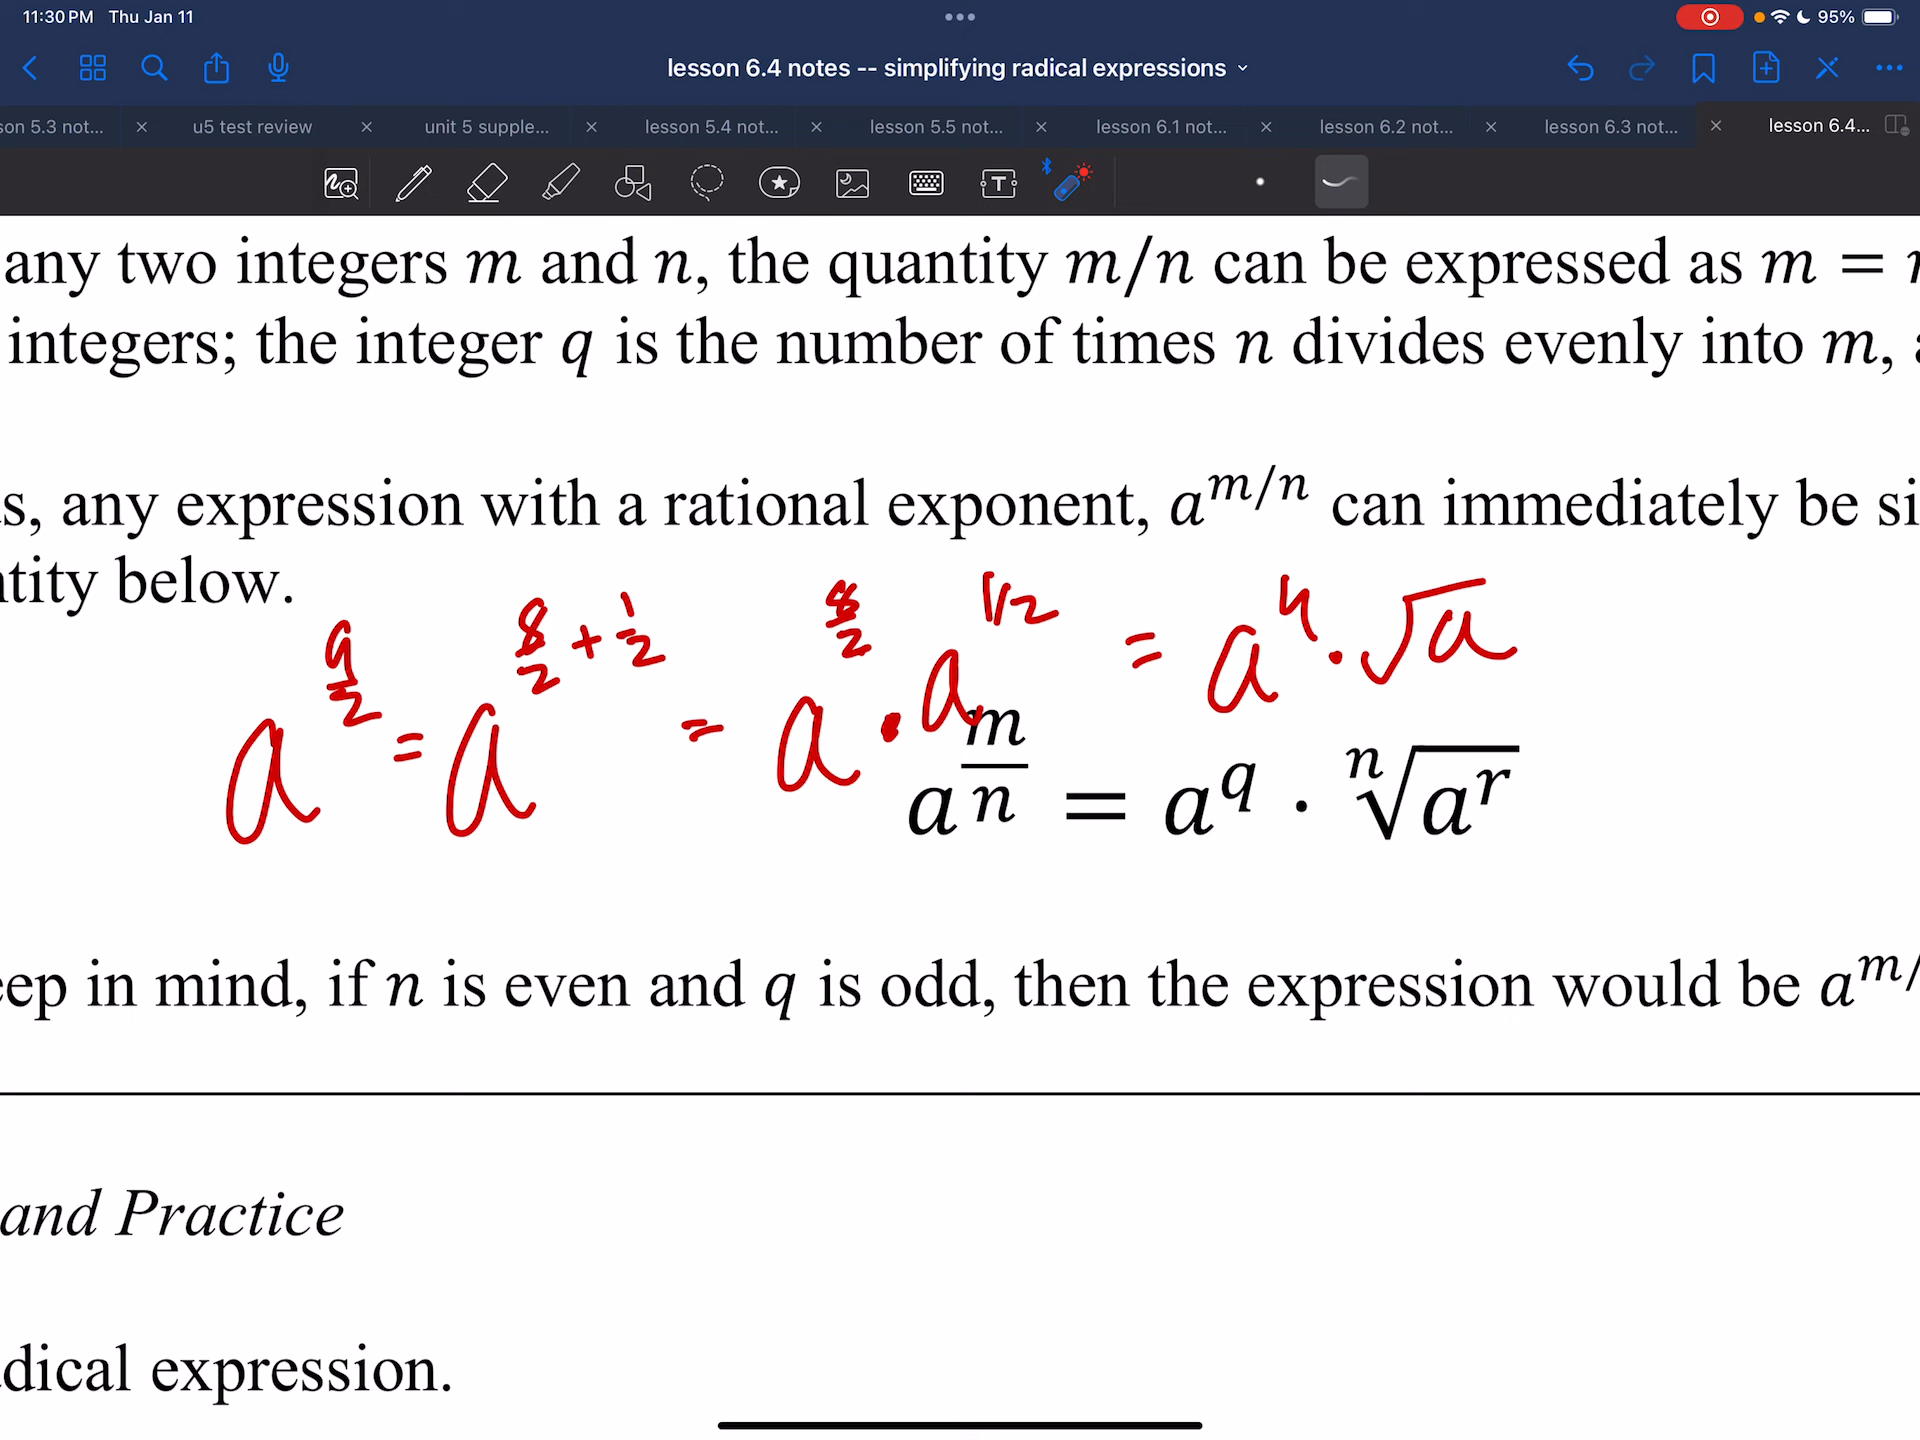 11:30 PM Thu Jan 11 95%
lesson 6.4 notes -- simplifying radical expressions
son 5.3 not... u5 test review unit 5 supple... lesson 5.4 not... lesson 5.5 not... lesson 6.1 not... lesson 6.2 not... lesson 6.3 not... lesson 6.4...
any two integers m and n, the quantity m/n can be expressed as m =
integers; the integer q is the number of times n divides evenly into m,
s, any expression with a rational exponent, a^{m/n} can immediately be si
ntity below.
a^{9/2} = a^{8/2 + 1/2} = a^{8/2} · a^{1/2} = a^4 · √a
a^{m/n} = a^q · ⁿ√(a^r)
eep in mind, if n is even and q is odd, then the expression would be a^{m/
and Practice
dical expression.